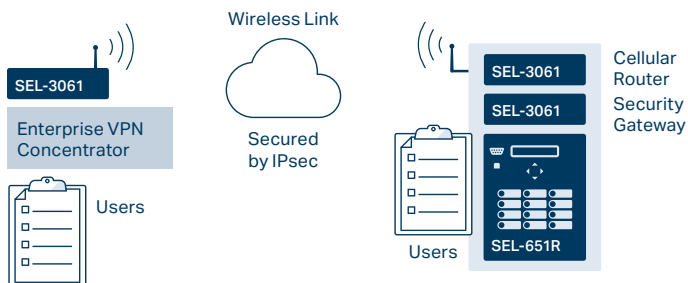 Wireless Link
SEL-3061
Enterprise VPN
Concentrator
Users
Secured
by IPsec
SEL-3061
Cellular
Router
SEL-3061
Security
Gateway
Users
SEL-651R